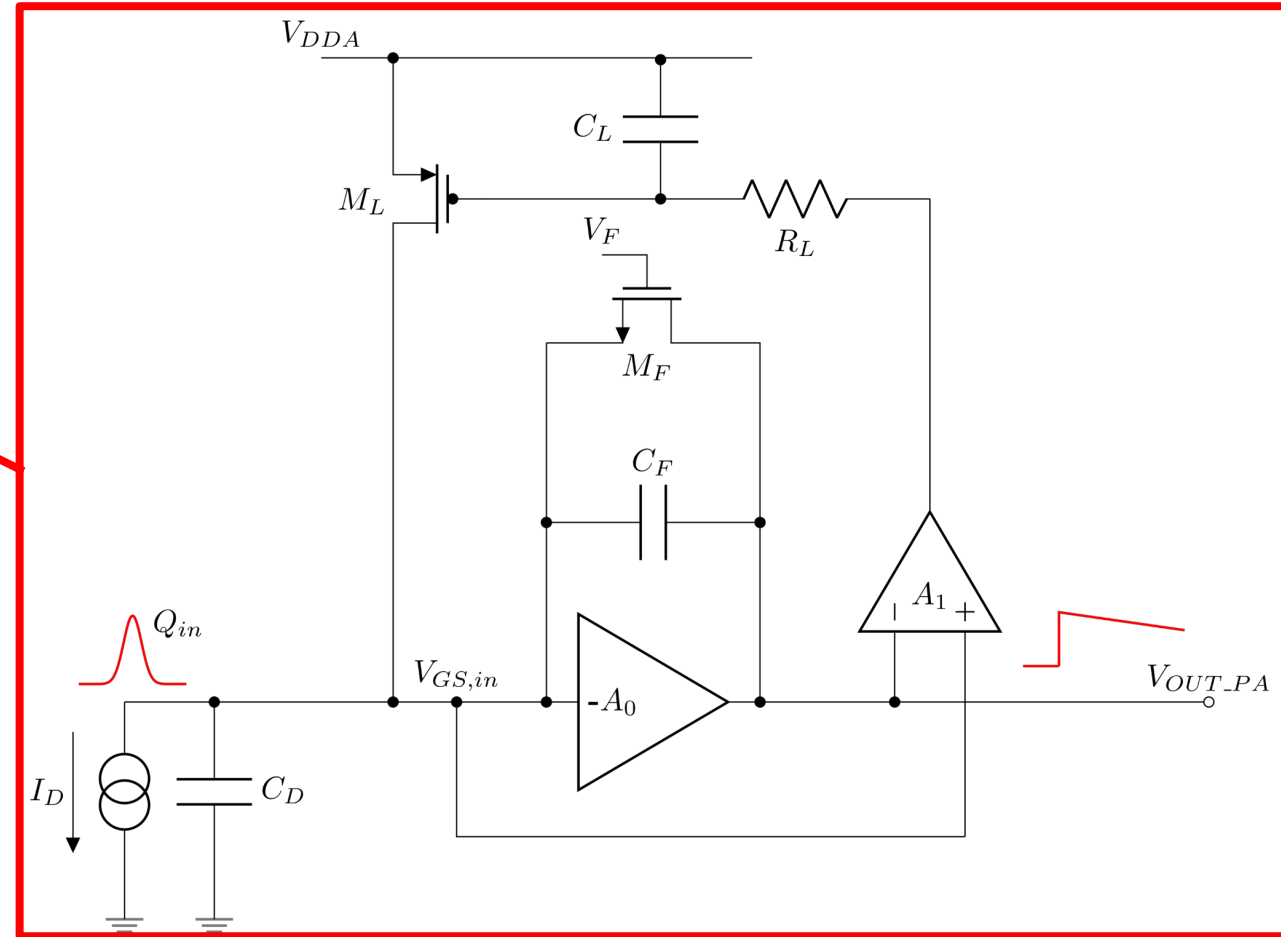 V_{DDA}
C_L
M_L
R_L
V_F
M_F
C_F
A_1
- +
Q_{in}
V_{GS,in}
-A_0
V_{OUT\_PA}
I_D
C_D